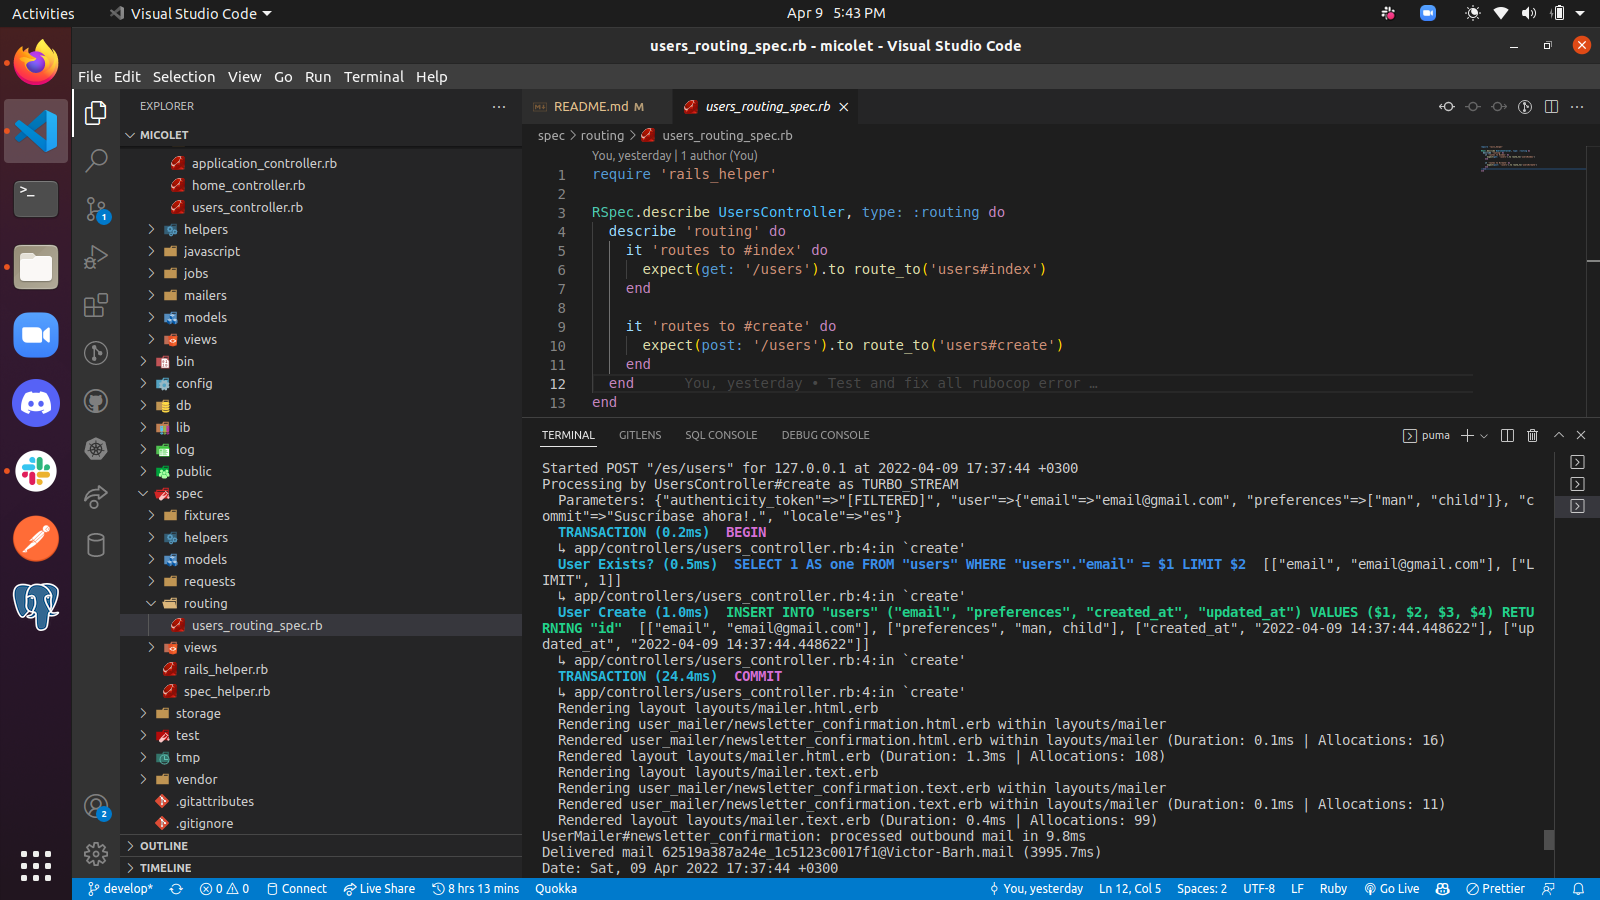 Activities
Visual Studio Code
Apr 9 5:43 PM
users_routing_spec.rb - micolet - Visual Studio Code
File Edit Selection View Go Run Terminal Help
EXPLORER
MICOLET
application_controller.rb
home_controller.rb
users_controller.rb
helpers
javascript
jobs
mailers
models
views
bin
config
db
lib
log
public
spec
fixtures
helpers
models
requests
routing
users_routing_spec.rb
views
rails_helper.rb
spec_helper.rb
storage
test
tmp
vendor
.gitattributes
.gitignore
OUTLINE
TIMELINE
1
2
README.md M
users_routing_spec.rb
spec > routing > users_routing_spec.rb
You, yesterday | 1 author (You)
1 require 'rails_helper'
2
3 RSpec.describe UsersController, type: :routing do
4 describe 'routing' do
5 it 'routes to #index' do
6 expect(get: '/users').to route_to('users#index')
7 end
8
9 it 'routes to #create' do
10 expect(post: '/users').to route_to('users#create')
11 end
12 end You, yesterday • Test and fix all rubocop error …
13 end
TERMINAL GITLENS SQL CONSOLE DEBUG CONSOLE
puma
Started POST "/es/users" for 127.0.0.1 at 2022-04-09 17:37:44 +0300
Processing by UsersController#create as TURBO_STREAM
Parameters: {"authenticity_token"=>"[FILTERED]", "user"=>{"email"=>"email@gmail.com", "preferences"=>["man", "child"]}, "c
ommit"=>"Suscríbase ahora!.", "locale"=>"es"}
TRANSACTION (0.2ms) BEGIN
↳ app/controllers/users_controller.rb:4:in `create'
User Exists? (0.5ms) SELECT 1 AS one FROM "users" WHERE "users"."email" = $1 LIMIT $2 [["email", "email@gmail.com"], ["L
IMIT", 1]]
↳ app/controllers/users_controller.rb:4:in `create'
User Create (1.0ms) INSERT INTO "users" ("email", "preferences", "created_at", "updated_at") VALUES ($1, $2, $3, $4) RETU
RNING "id" [["email", "email@gmail.com"], ["preferences", "man, child"], ["created_at", "2022-04-09 14:37:44.448622"], ["up
dated_at", "2022-04-09 14:37:44.448622"]]
↳ app/controllers/users_controller.rb:4:in `create'
TRANSACTION (24.4ms) COMMIT
↳ app/controllers/users_controller.rb:4:in `create'
Rendering layout layouts/mailer.html.erb
Rendering user_mailer/newsletter_confirmation.html.erb within layouts/mailer
Rendered user_mailer/newsletter_confirmation.html.erb within layouts/mailer (Duration: 0.1ms | Allocations: 16)
Rendered layout layouts/mailer.html.erb (Duration: 1.3ms | Allocations: 108)
Rendering layout layouts/mailer.text.erb
Rendering user_mailer/newsletter_confirmation.text.erb within layouts/mailer
Rendered user_mailer/newsletter_confirmation.text.erb within layouts/mailer (Duration: 0.1ms | Allocations: 11)
Rendered layout layouts/mailer.text.erb (Duration: 0.4ms | Allocations: 99)
UserMailer#newsletter_confirmation: processed outbound mail in 9.8ms
Delivered mail 62519a387a24e_1c5123c0017f1@Victor-Barh.mail (3995.7ms)
Date: Sat, 09 Apr 2022 17:37:44 +0300
develop* 0 0 Connect Live Share 8 hrs 13 mins Quokka You, yesterday Ln 12, Col 5 Spaces: 2 UTF-8 LF Ruby Go Live Prettier